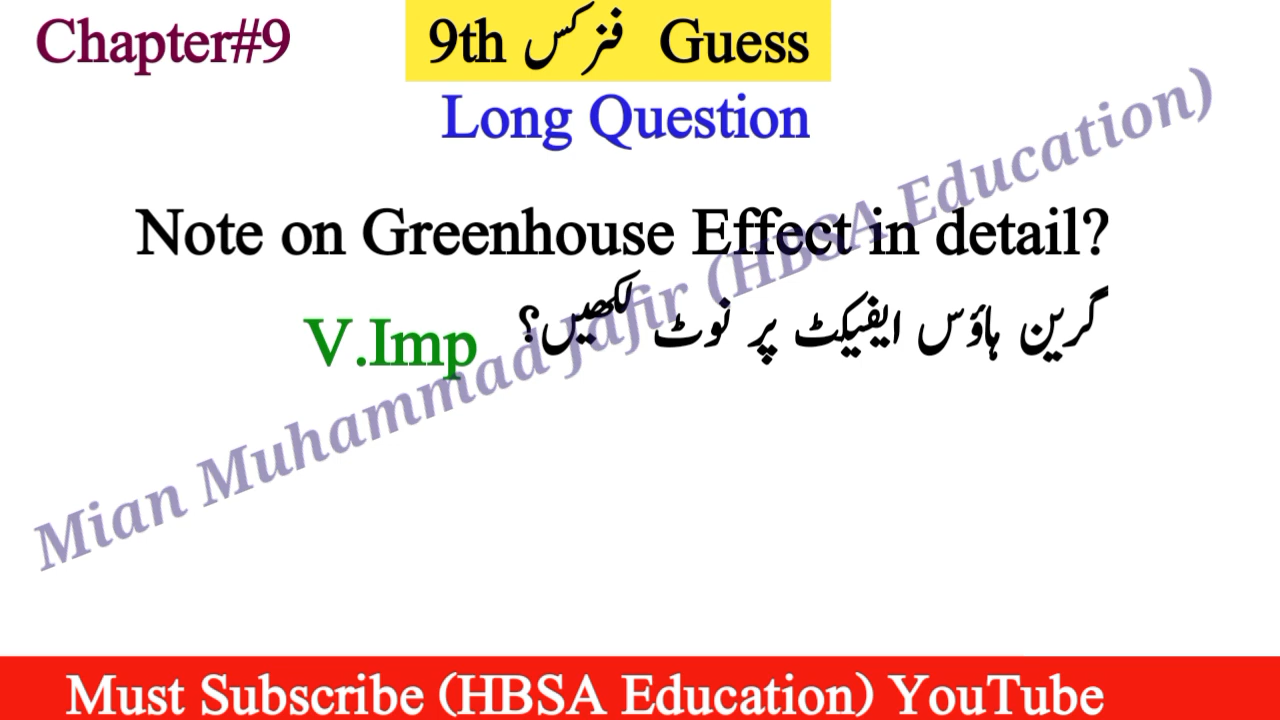 Chapter#9
9th فزکس Guess
Long Question
Note on Greenhouse Effect in detail?
گرین ہاؤس ایفیکٹ پر نوٹ لکھیں؟
V.Imp
Mian Muhammad Jafir (HBSA Education)
Must Subscribe (HBSA Education) YouTube